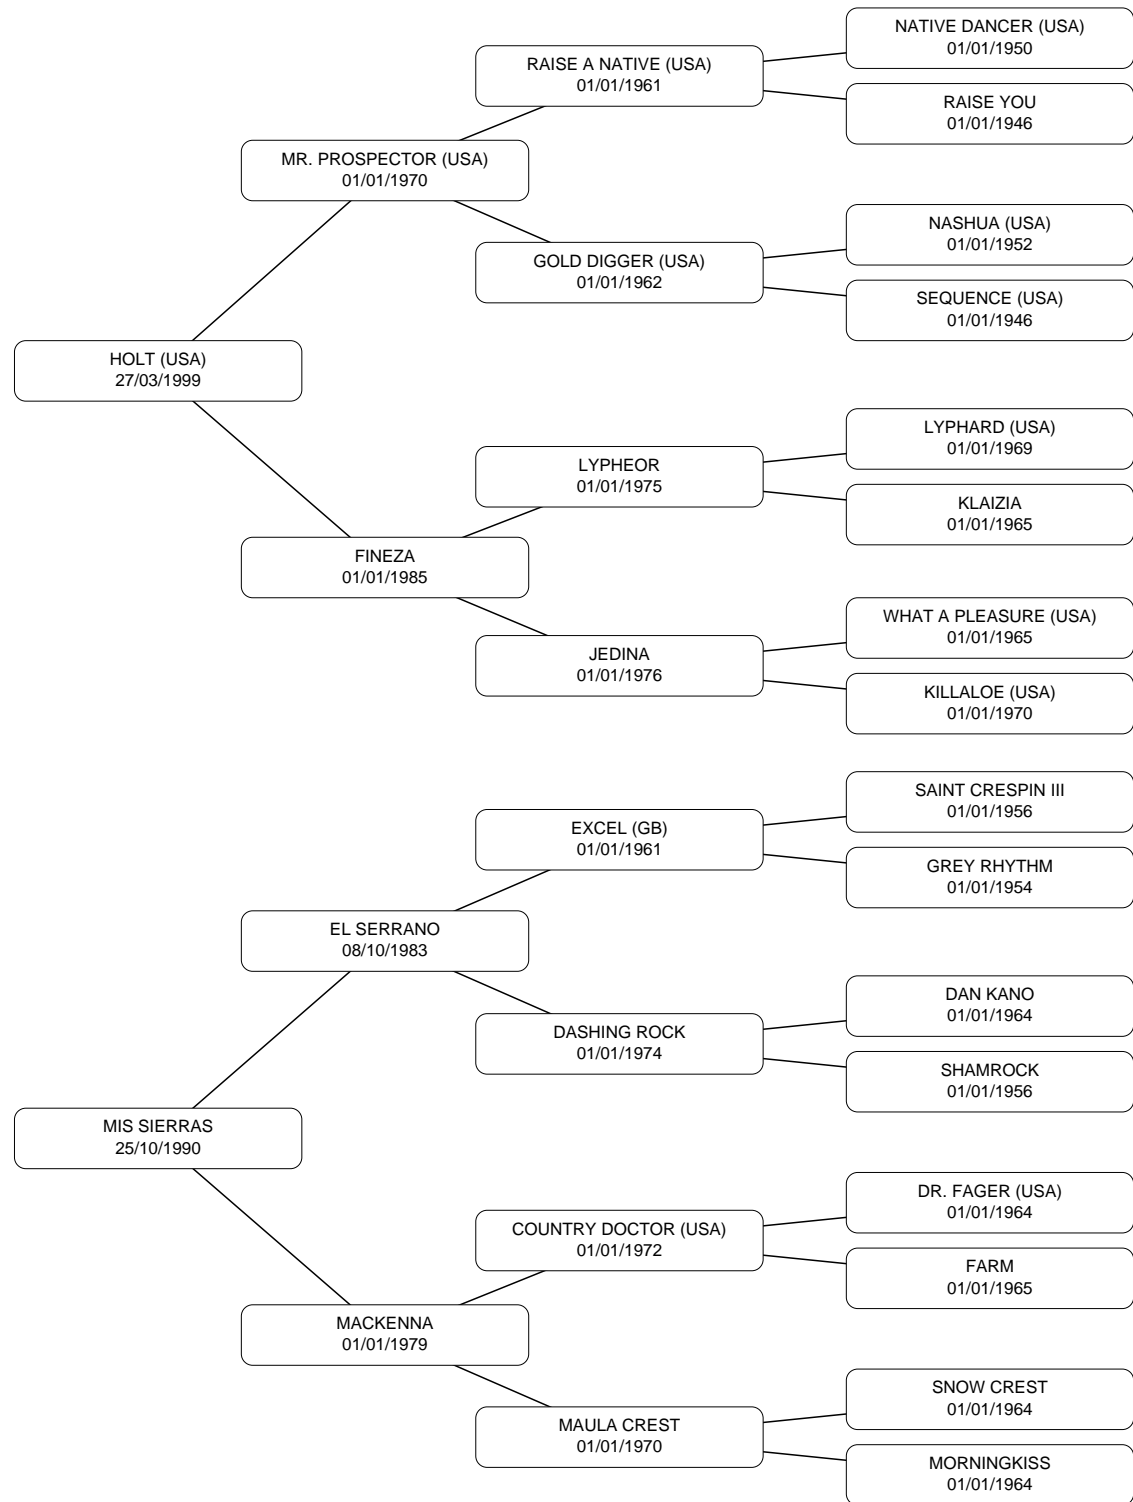 NATIVE DANCER (USA)
01/01/1950
RAISE A NATIVE (USA)
01/01/1961
RAISE YOU
01/01/1946
MR. PROSPECTOR (USA)
01/01/1970
NASHUA (USA)
01/01/1952
GOLD DIGGER (USA)
01/01/1962
SEQUENCE (USA)
01/01/1946
HOLT (USA)
27/03/1999
LYPHARD (USA)
01/01/1969
LYPHEOR
01/01/1975
KLAIZIA
01/01/1965
FINEZA
01/01/1985
WHAT A PLEASURE (USA)
01/01/1965
JEDINA
01/01/1976
KILLALOE (USA)
01/01/1970
SAINT CRESPIN III
01/01/1956
EXCEL (GB)
01/01/1961
GREY RHYTHM
01/01/1954
EL SERRANO
08/10/1983
DAN KANO
01/01/1964
DASHING ROCK
01/01/1974
SHAMROCK
01/01/1956
MIS SIERRAS
25/10/1990
DR. FAGER (USA)
01/01/1964
COUNTRY DOCTOR (USA)
01/01/1972
FARM
01/01/1965
MACKENNA
01/01/1979
SNOW CREST
01/01/1964
MAULA CREST
01/01/1970
MORNINGKISS
01/01/1964